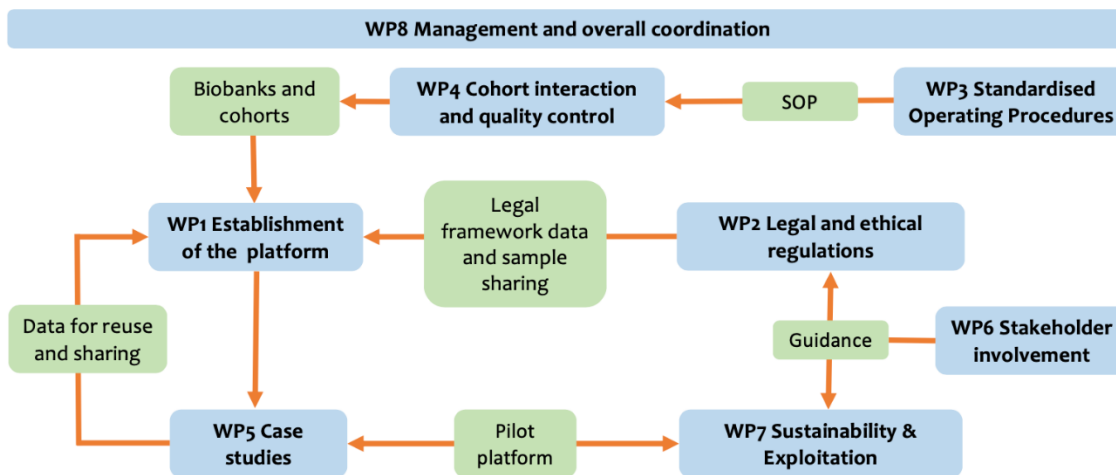 WP8 Management and overall coordination
Biobanks and
cohorts
WP4 Cohort interaction
and quality control
SOP
WP3 Standardised
Operating Procedures
WP1 Establishment
of the platform
Legal
framework data
and sample
sharing
WP2 Legal and ethical
regulations
Data for reuse
and sharing
Guidance
WP6 Stakeholder
involvement
WP5 Case
studies
Pilot
platform
WP7 Sustainability &
Exploitation